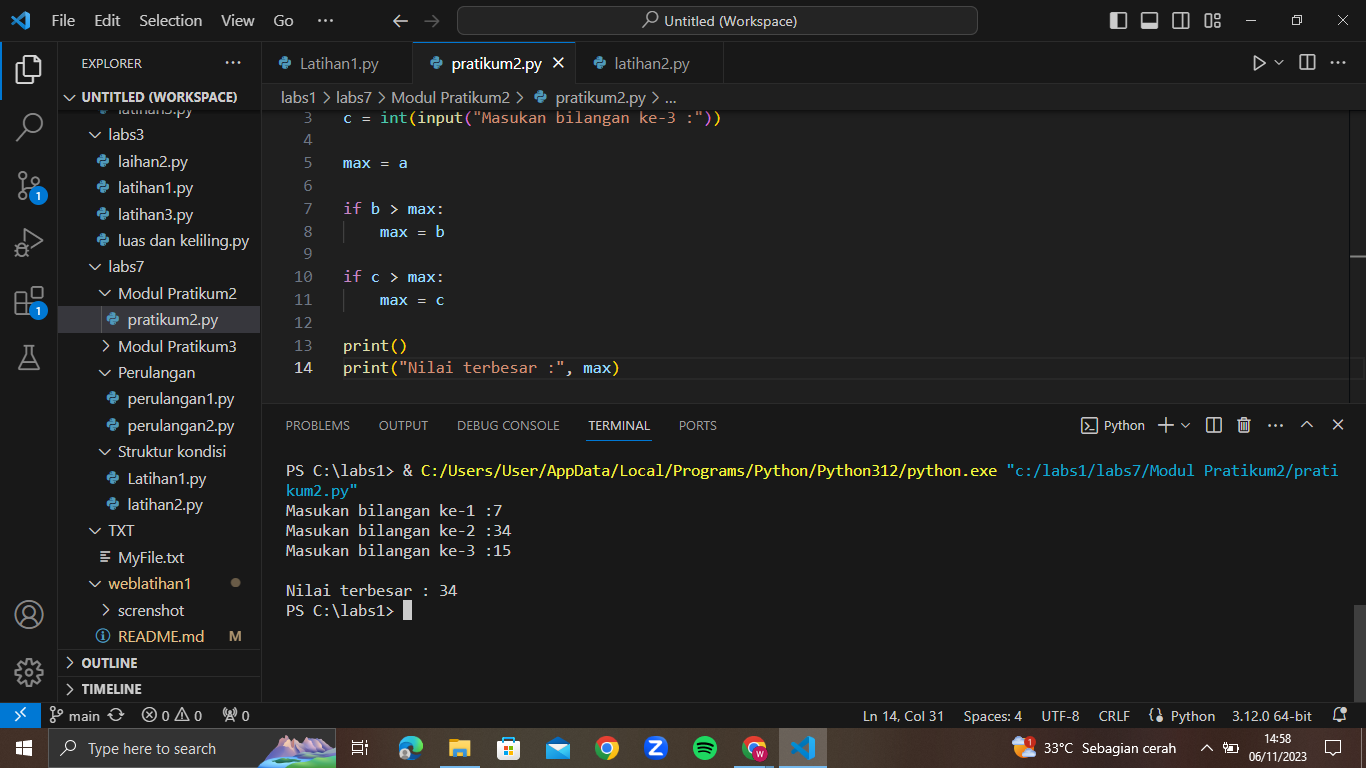 File Edit Selection View Go ···
Untitled (Workspace)
EXPLORER ···
UNTITLED (WORKSPACE)
latihan3.py
labs3
laihan2.py
latihan1.py
latihan3.py
luas dan keliling.py
labs7
Modul Pratikum2
pratikum2.py
Modul Pratikum3
Perulangan
perulangan1.py
perulangan2.py
Struktur kondisi
Latihan1.py
latihan2.py
TXT
MyFile.txt
weblatihan1
screnshot
README.md M
OUTLINE
TIMELINE
1
1
Latihan1.py pratikum2.py latihan2.py
labs1 > labs7 > Modul Pratikum2 > pratikum2.py > ...
3 c = int(input("Masukan bilangan ke-3 :"))
4
5 max = a
6
7 if b > max:
8     max = b
9
10 if c > max:
11     max = c
12
13 print()
14 print("Nilai terbesar :", max)
PROBLEMS OUTPUT DEBUG CONSOLE TERMINAL PORTS Python
PS C:\labs1> & C:/Users/User/AppData/Local/Programs/Python/Python312/python.exe "c:/labs1/labs7/Modul Pratikum2/prati
kum2.py"
Masukan bilangan ke-1 :7
Masukan bilangan ke-2 :34
Masukan bilangan ke-3 :15
Nilai terbesar : 34
PS C:\labs1>
main 0 0 0 Ln 14, Col 31 Spaces: 4 UTF-8 CRLF Python 3.12.0 64-bit
Type here to search
W
1
33°C Sebagian cerah
14:58
06/11/2023